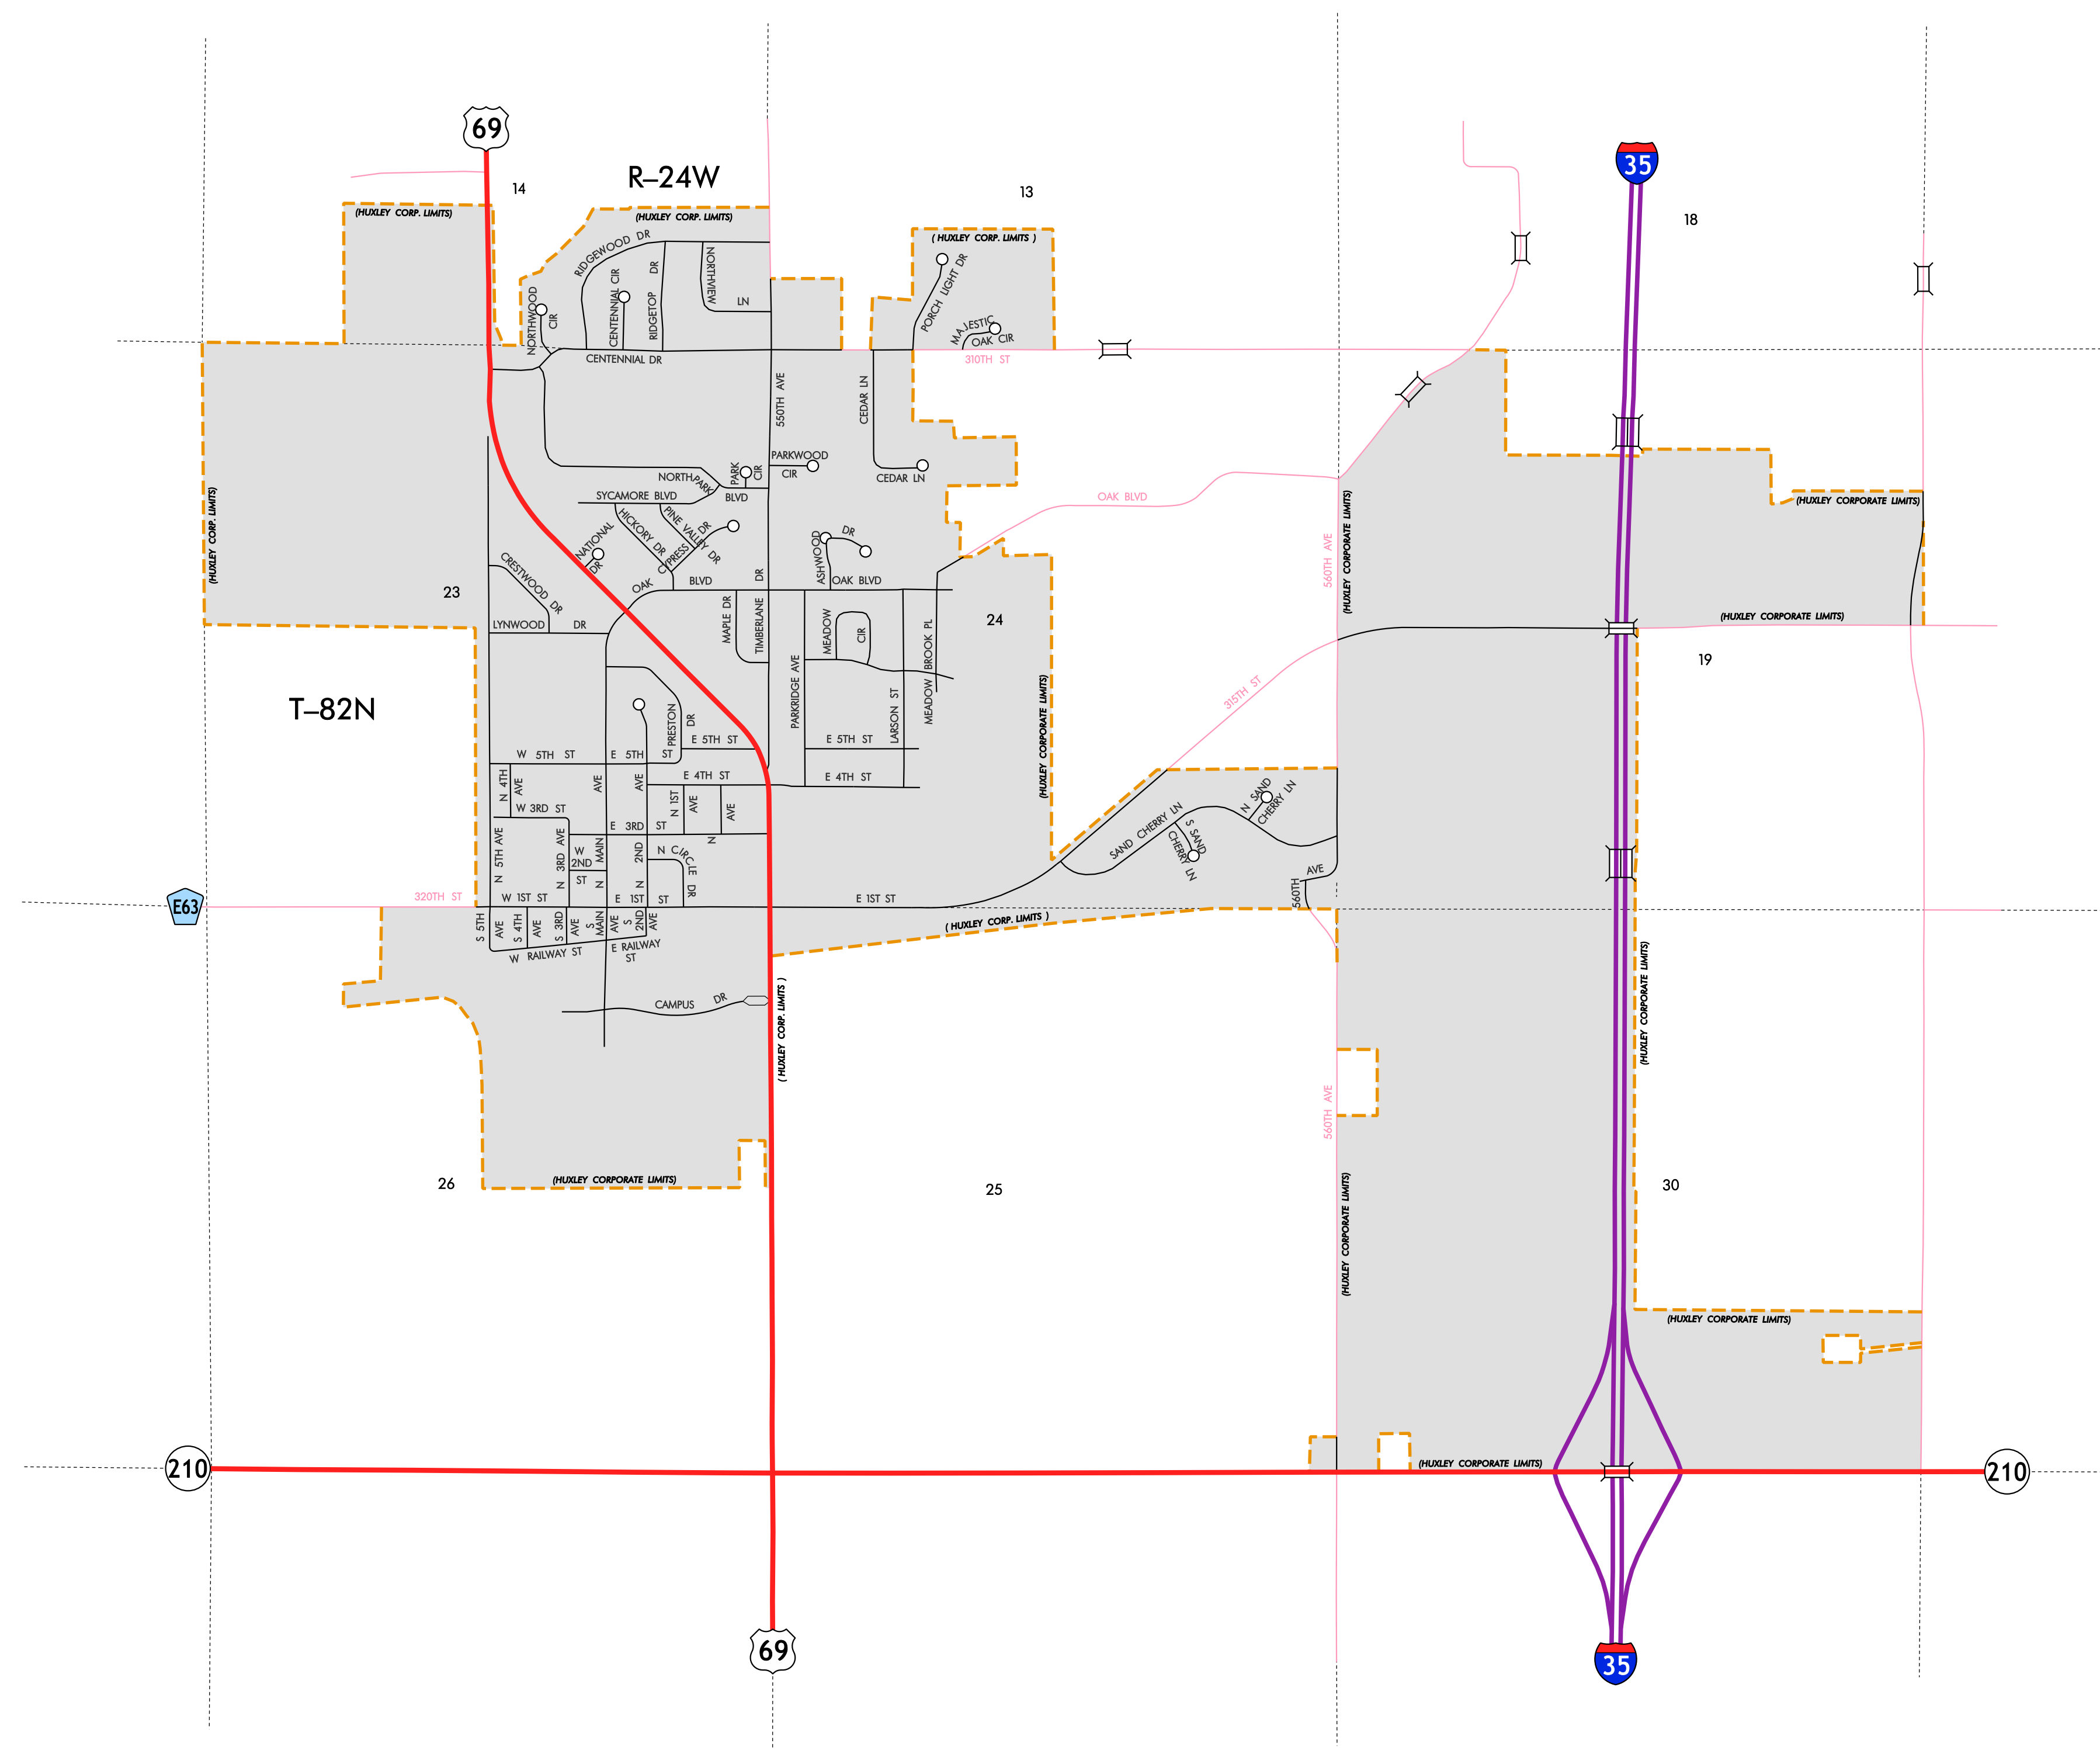 69
35
R–24W
14
13
18
(HUXLEY CORP. LIMITS)
(HUXLEY CORP. LIMITS)
( HUXLEY CORP. LIMITS )
RIDGEWOOD DR
NORTHWOOD
CIR
CENTENNIAL CIR
RIDGETOP DR
NORTHVIEW
LN
PORCH LIGHT DR
MAJESTIC
OAK CIR
CENTENNIAL DR
310TH ST
550TH AVE
CEDAR LN
PARKWOOD
CIR
CEDAR LN
PARK
CIR
NORTH PARK
BLVD
SYCAMORE BLVD
OAK BLVD
(HUXLEY CORPORATE LIMITS)
(HUXLEY CORP. LIMITS)
(HUXLEY CORPORATE LIMITS)
HICKORY DR
PINE VALLEY DR
CYPRESS DR
NATIONAL
DR
ASHWOOD
DR
560TH AVE
CRESTWOOD DR
OAK
BLVD
OAK BLVD
23
24
19
LYNWOOD DR
MAPLE DR
TIMBERLANE
DR
MEADOW
CIR
MEADOW BROOK PL
(HUXLEY CORPORATE LIMITS)
T–82N
PARKRIDGE AVE
LARSON ST
315TH ST
(HUXLEY CORPORATE LIMITS)
PRESTON
DR
E 5TH ST
E 5TH ST
W 5TH ST
E 5TH ST
E 4TH ST
E 4TH ST
N 4TH
AVE
W 3RD ST
E 3RD ST
N 1ST
AVE
AVE
N
N 5TH AVE
N 3RD AVE
W
2ND
ST
N MAIN AVE
N 2ND AVE
N CIRCLE DR
SAND CHERRY LN
S SAND
CHERRY LN
N SAND
CHERRY LN
560TH
AVE
E63
320TH ST
W 1ST ST
E 1ST ST
E 1ST ST
S 5TH
AVE
S 4TH
AVE
S 3RD
AVE
S
MAIN
AVE
S
2ND
AVE
W RAILWAY ST
E RAILWAY
ST
( HUXLEY CORP. LIMITS )
CAMPUS DR
( HUXLEY CORP. LIMITS )
(HUXLEY CORPORATE LIMITS)
560TH AVE
26
25
30
(HUXLEY CORPORATE LIMITS)
(HUXLEY CORPORATE LIMITS)
(HUXLEY CORPORATE LIMITS)
(HUXLEY CORPORATE LIMITS)
210
210
69
35